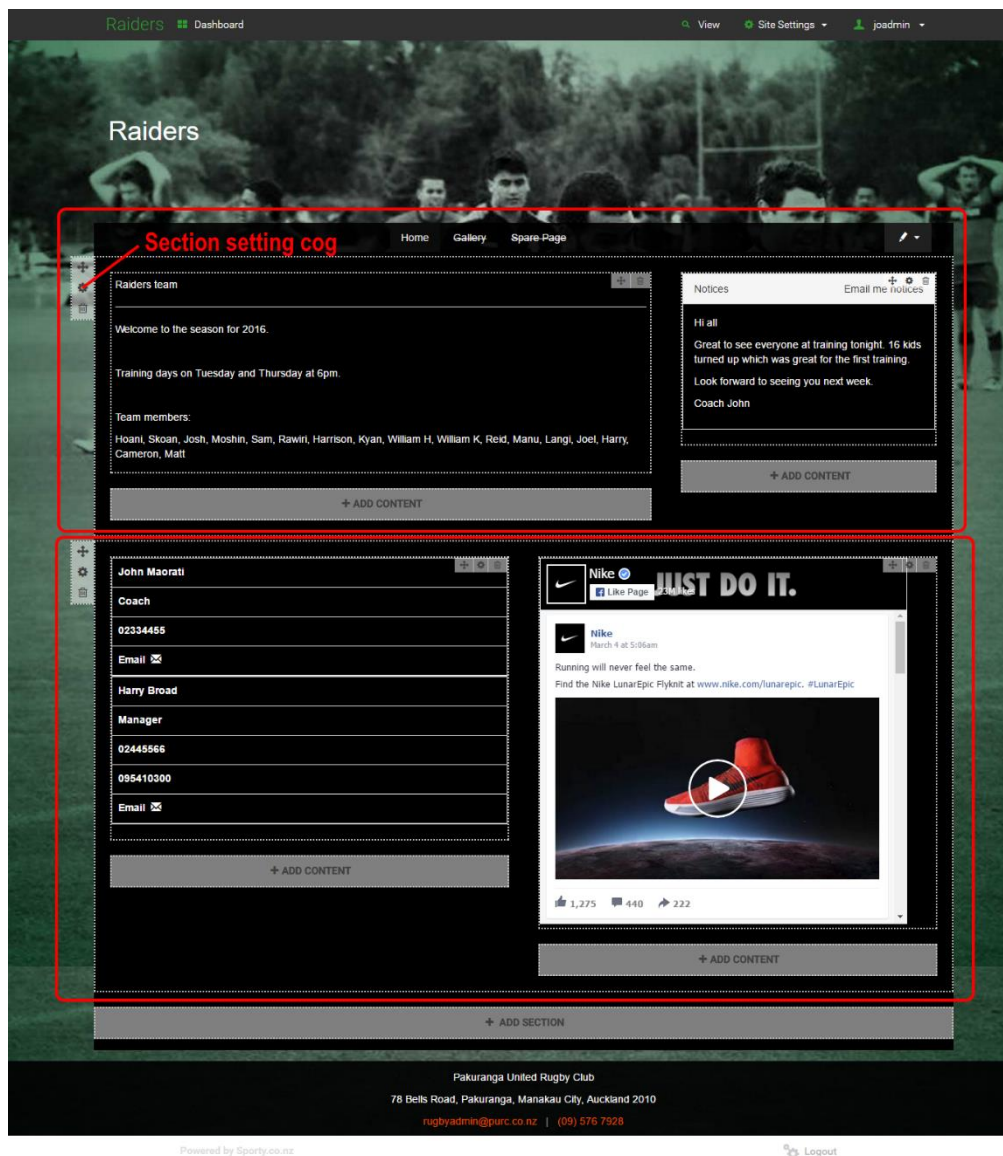 Raiders Dashboard View Site Settings joadmin
Raiders
Section setting cog
Home Gallery Spare Page
Raiders team
Welcome to the season for 2016.
Training days on Tuesday and Thursday at 6pm.
Team members:
Hoani, Skoan, Josh, Moshin, Sam, Rawiri, Harrison, Kyan, William H, William K, Reid, Manu, Langi, Joel, Harry,
Cameron, Matt
+ ADD CONTENT
Notices Email me notices
Hi all
Great to see everyone at training tonight. 16 kids
turned up which was great for the first training.
Look forward to seeing you next week.
Coach John
+ ADD CONTENT
John Maorati
Coach
02334455
Email
Harry Broad
Manager
02445566
095410300
Email
+ ADD CONTENT
Nike JUST DO IT.
Like Page 23M likes
Nike
March 4 at 5:06am
Running will never feel the same.
Find the Nike LunarEpic Flyknit at www.nike.com/lunarepic. #LunarEpic
1,275 440 222
+ ADD CONTENT
+ ADD SECTION
Pakuranga United Rugby Club
78 Bells Road, Pakuranga, Manakau City, Auckland 2010
rugbyadmin@purc.co.nz | (09) 576 7928
Powered by Sporty.co.nz Logout